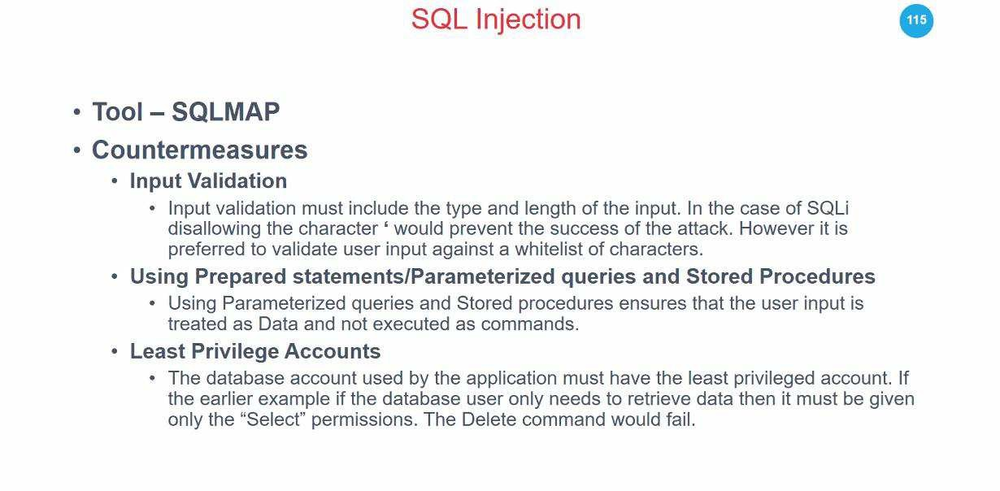 SQL Injection
115
• Tool – SQLMAP
• Countermeasures
• Input Validation
• Input validation must include the type and length of the input. In the case of SQLi
disallowing the character ‘ would prevent the success of the attack. However it is
preferred to validate user input against a whitelist of characters.
• Using Prepared statements/Parameterized queries and Stored Procedures
• Using Parameterized queries and Stored procedures ensures that the user input is
treated as Data and not executed as commands.
• Least Privilege Accounts
• The database account used by the application must have the least privileged account. If
the earlier example if the database user only needs to retrieve data then it must be given
only the “Select” permissions. The Delete command would fail.